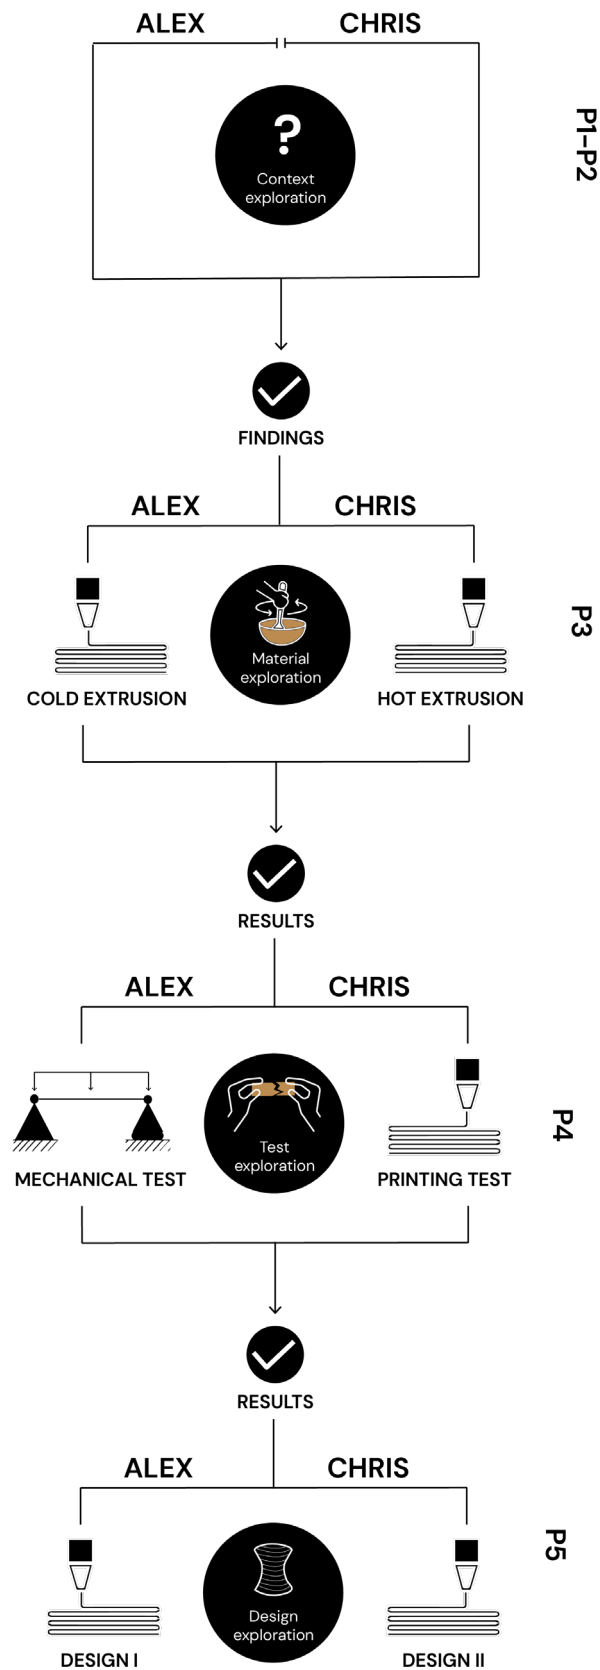 ALEX
CHRIS
P1–P2
?
Context
exploration
FINDINGS
ALEX
CHRIS
P3
Material
exploration
COLD EXTRUSION
HOT EXTRUSION
RESULTS
ALEX
CHRIS
P4
Test
exploration
MECHANICAL TEST
PRINTING TEST
RESULTS
ALEX
CHRIS
P5
Design
exploration
DESIGN I
DESIGN II